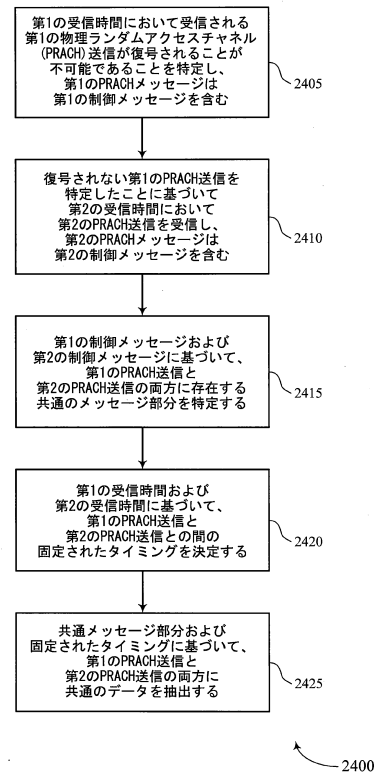 第1の受信時間において受信される
第1の物理ランダムアクセスチャネル
(PRACH)送信が復号されることが
不可能であることを特定し、
第1のPRACHメッセージは
第1の制御メッセージを含む
2405
復号されない第1のPRACH送信を
特定したことに基づいて
第2の受信時間において
第2のPRACH送信を受信し、
第2のPRACHメッセージは
第2の制御メッセージを含む
2410
第1の制御メッセージおよび
第2の制御メッセージに基づいて、
第1のPRACH送信と
第2のPRACH送信の両方に存在する
共通のメッセージ部分を特定する
2415
第1の受信時間および
第2の受信時間に基づいて、
第1のPRACH送信と
第2のPRACH送信との間の
固定されたタイミングを決定する
2420
共通メッセージ部分および
固定されたタイミングに基づいて、
第1のPRACH送信と
第2のPRACH送信の両方に
共通のデータを抽出する
2425
2400